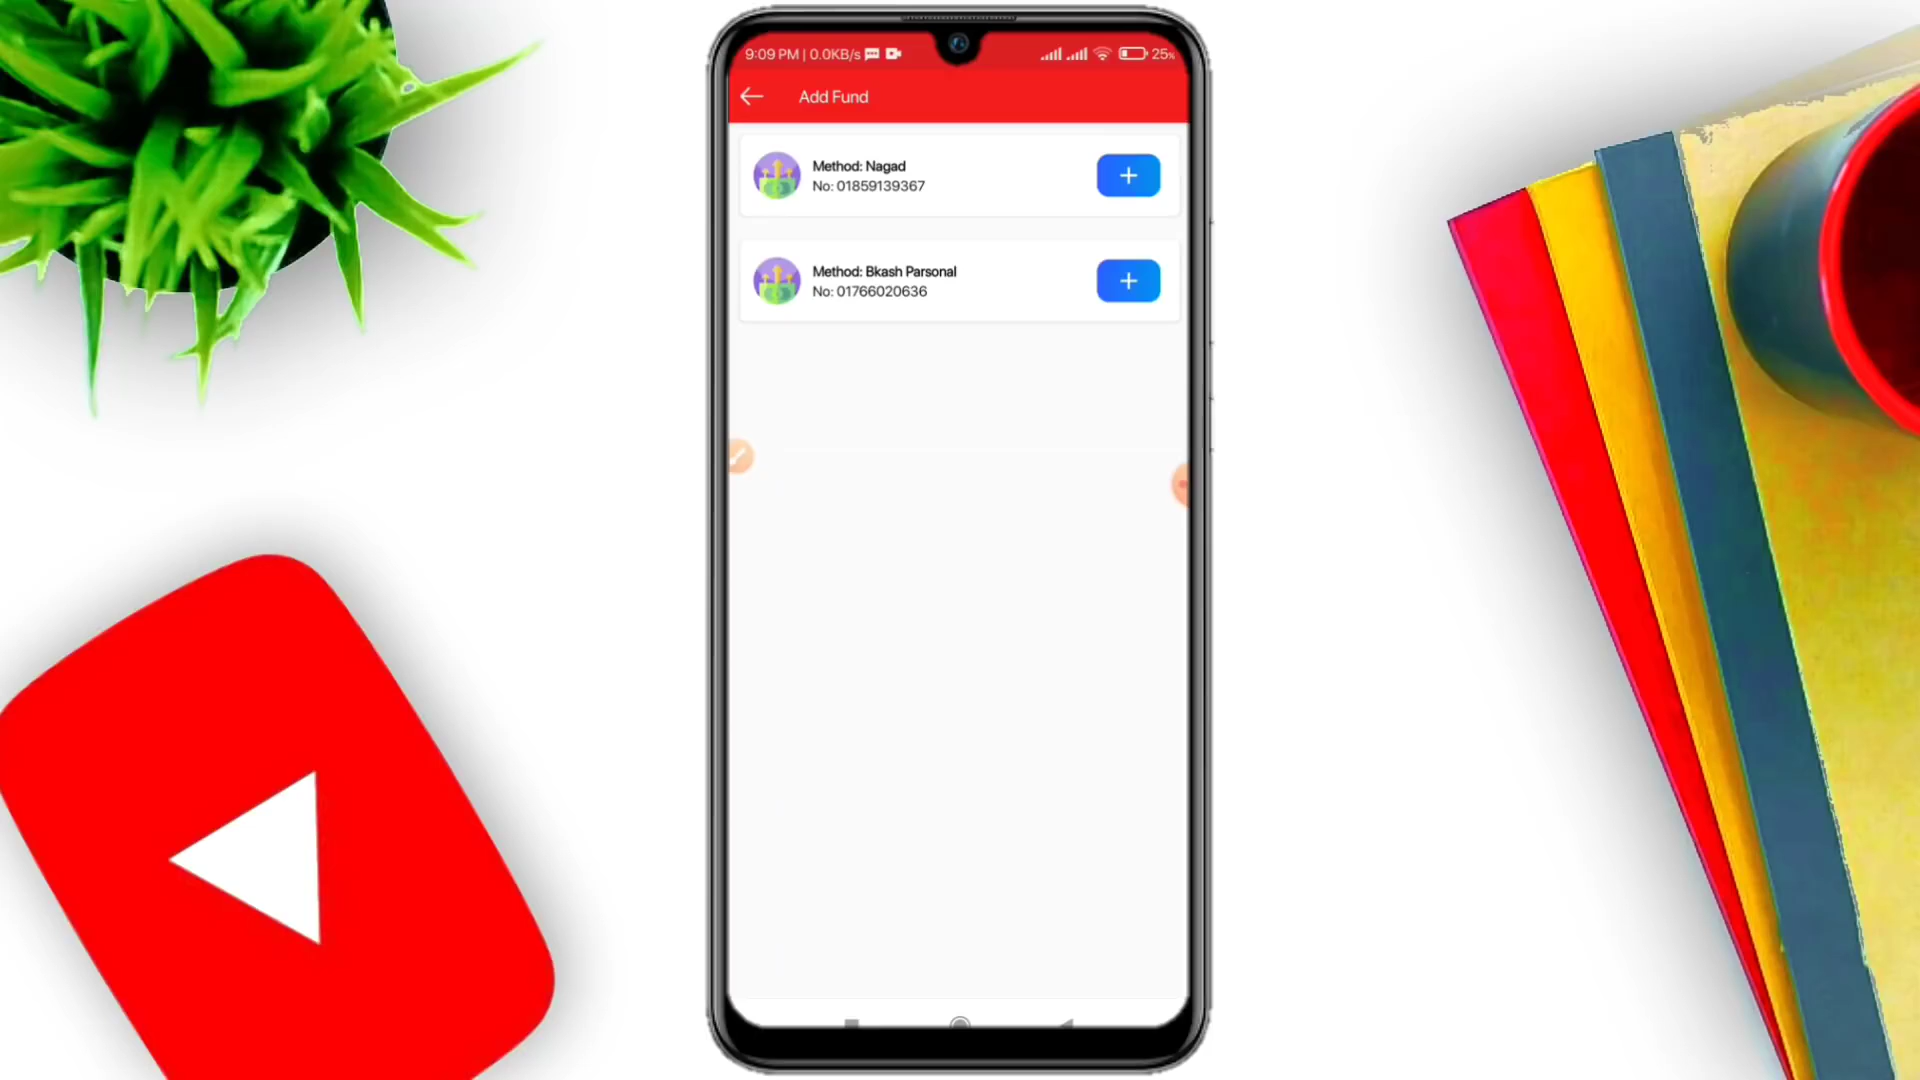 9:09 PM | 0.0KB/s
25%
Add Fund
Method: Nagad
No: 01859139367
Method: Bkash Parsonal
No: 01766020636